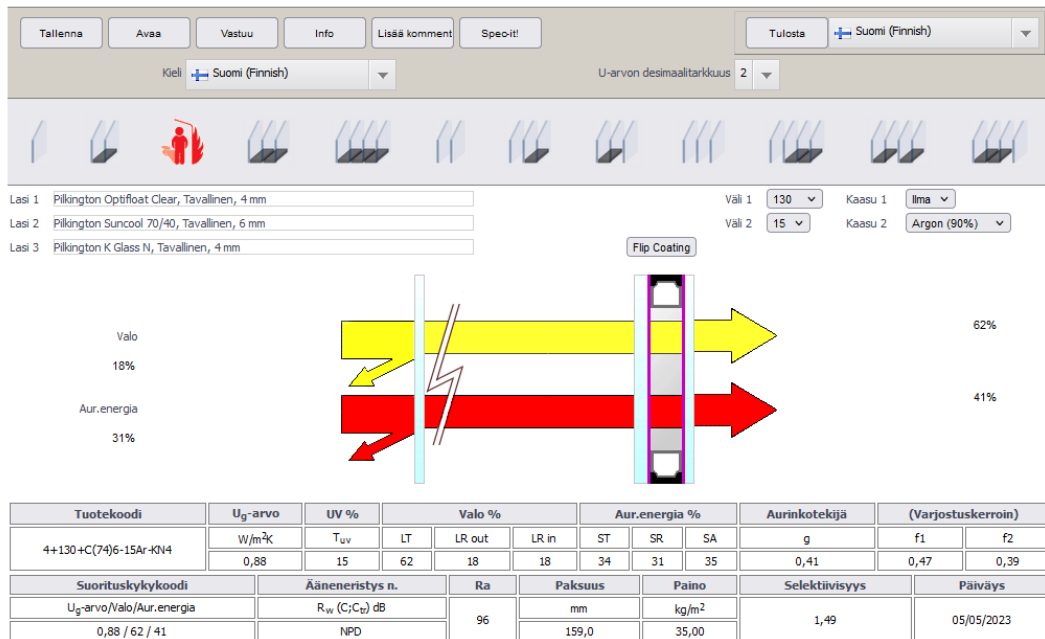 Tallenna Avaa Vastuu Info Lisää komment Speo-it! Tulosta Suomi (Finnish)
Kieli Suomi (Finnish) U-arvon desimaalitarkkuus 2
Lasi 1 Pilkington Optifloat Clear, Tavallinen, 4 mm Väli 1 130 Kaasu 1 Ilma
Lasi 2 Pilkington Suncool 70/40, Tavallinen, 6 mm Väli 2 15 Kaasu 2 Argon (90%)
Lasi 3 Pilkington K Glass N, Tavallinen, 4 mm Flip Coating
Valo 62%
18%
Aur.energia 41%
31%
Tuotekoodi Ug-arvo UV % Valo % Aur.energia % Aurinkotekijä (Varjostuskerroin)
4+130+C(74)6-15Ar-KN4 W/m²K Tuv LT LR out LR in ST SR SA g f1 f2
0,88 15 62 18 18 34 31 35 0,41 0,47 0,39
Suorituskykykoodi Ääneneristys n. Ra Paksuus Paino Selektiivisyys Päiväys
Ug-arvo/Valo/Aur.energia Rw (C;Ctr) dB 96 mm kg/m² 1,49 05/05/2023
0,88 / 62 / 41 NPD 159,0 35,00